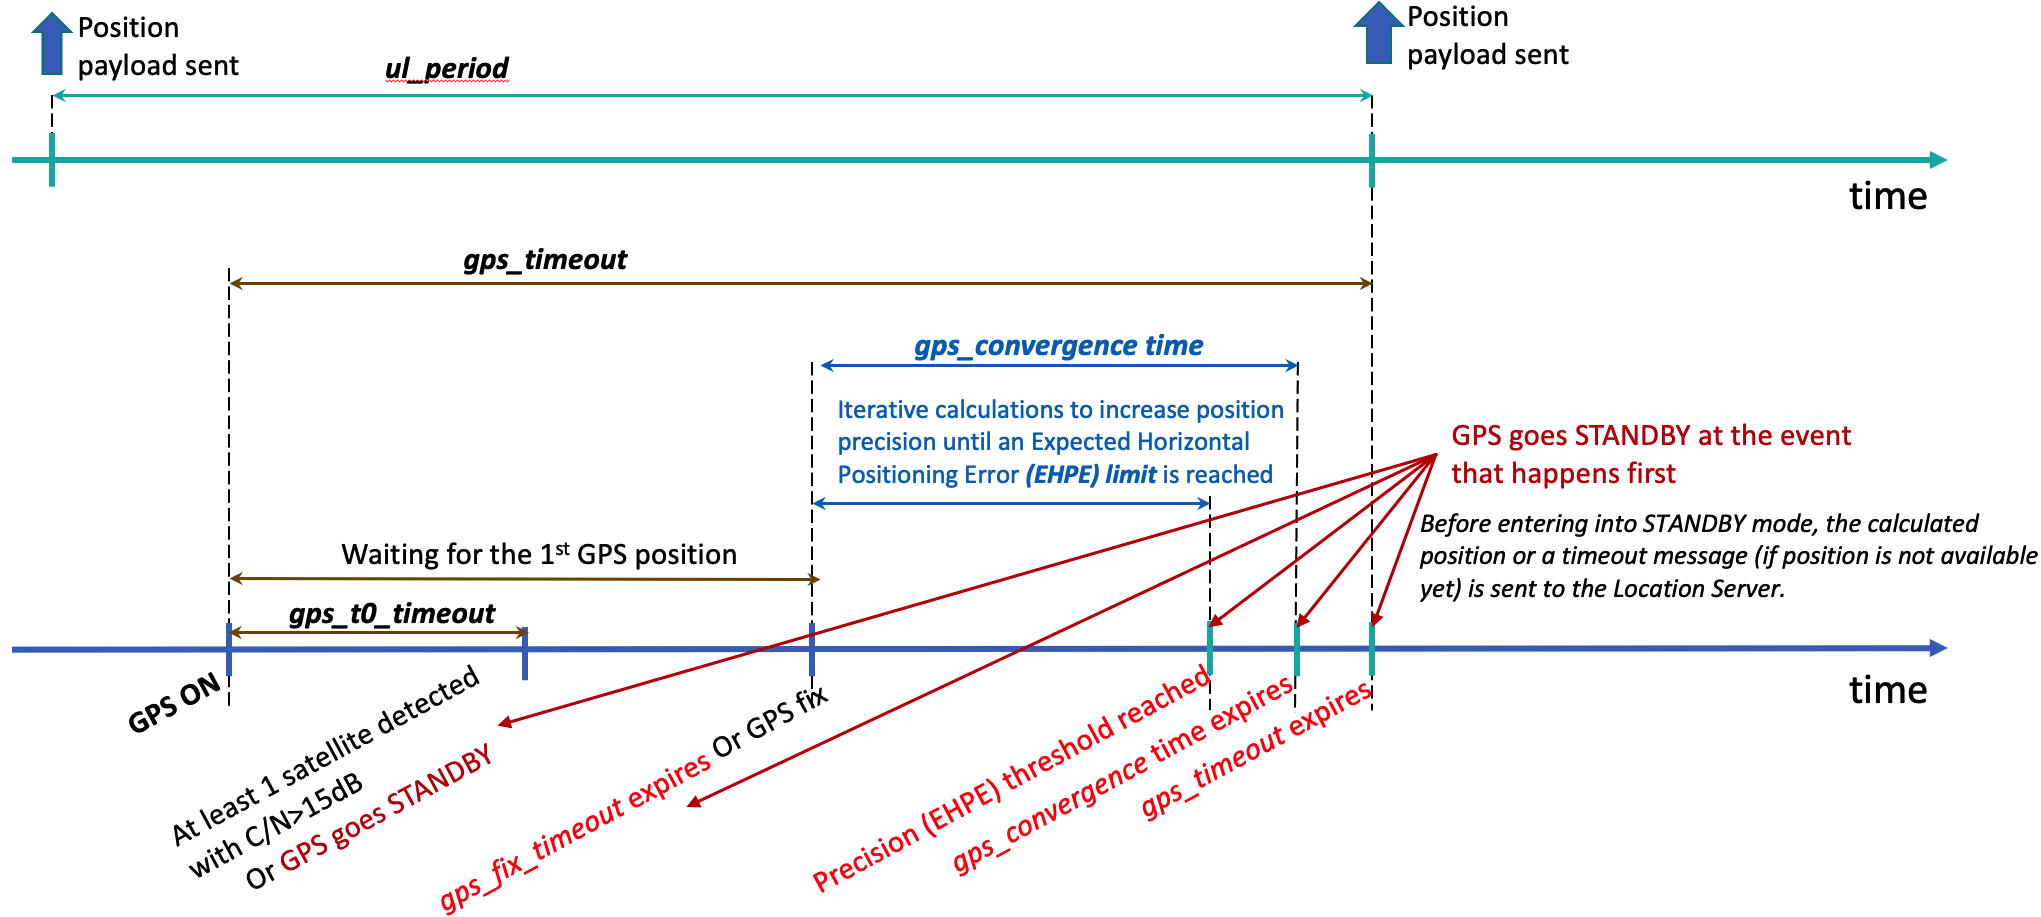 Position
payload sent
Position
payload sent
ul_period
time
gps_timeout
gps_convergence time
Iterative calculations to increase position
precision until an Expected Horizontal
Positioning Error (EHPE) limit is reached
GPS goes STANDBY at the event
that happens first
Before entering into STANDBY mode, the calculated
position or a timeout message (if position is not available
yet) is sent to the Location Server.
Waiting for the 1st GPS position
gps_t0_timeout
time
GPS ON
At least 1 satellite detected
with C/N>15dB
Or GPS goes STANDBY
gps_fix_timeout expires Or GPS fix
Precision (EHPE) threshold reached
gps_convergence time expires
gps_timeout expires